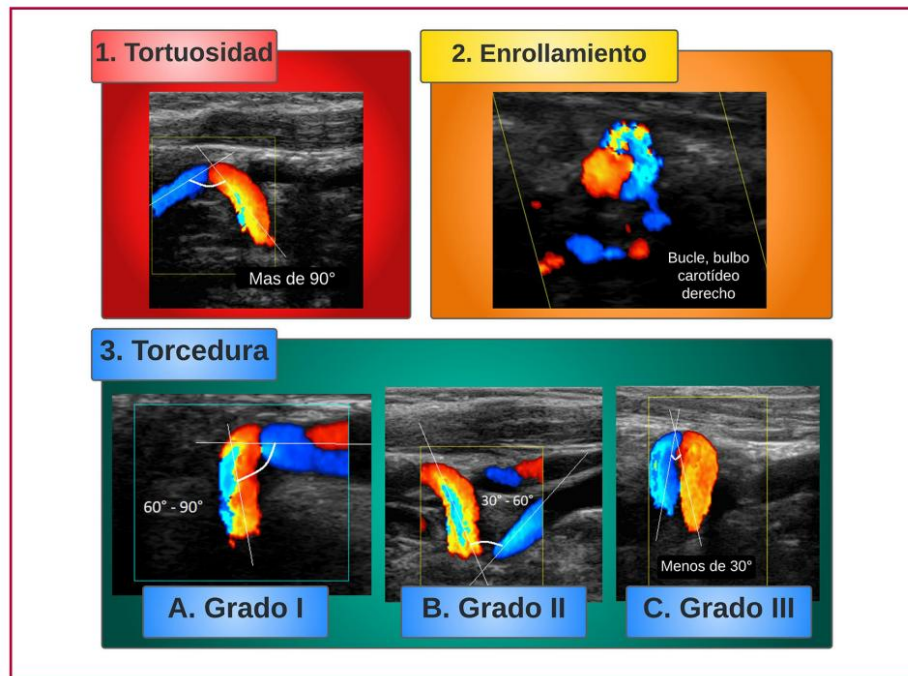 1. Tortuosidad
2. Enrollamiento
Mas de 90°
Bucle, bulbo
carotídeo
derecho
3. Torcedura
60° - 90°
30° - 60°
Menos de 30°
A. Grado I
B. Grado II
C. Grado III